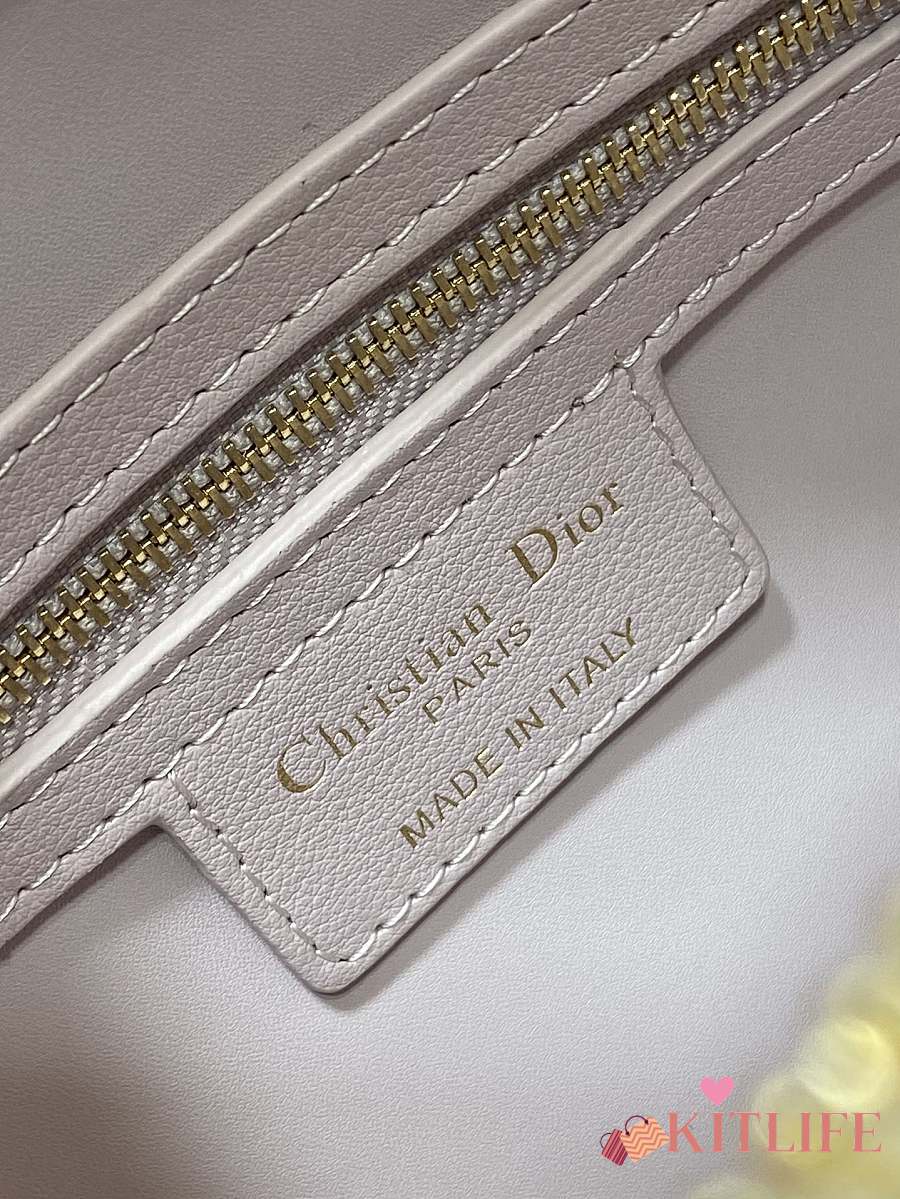 Christian Dior
PARIS
MADE IN ITALY
KITLIFE